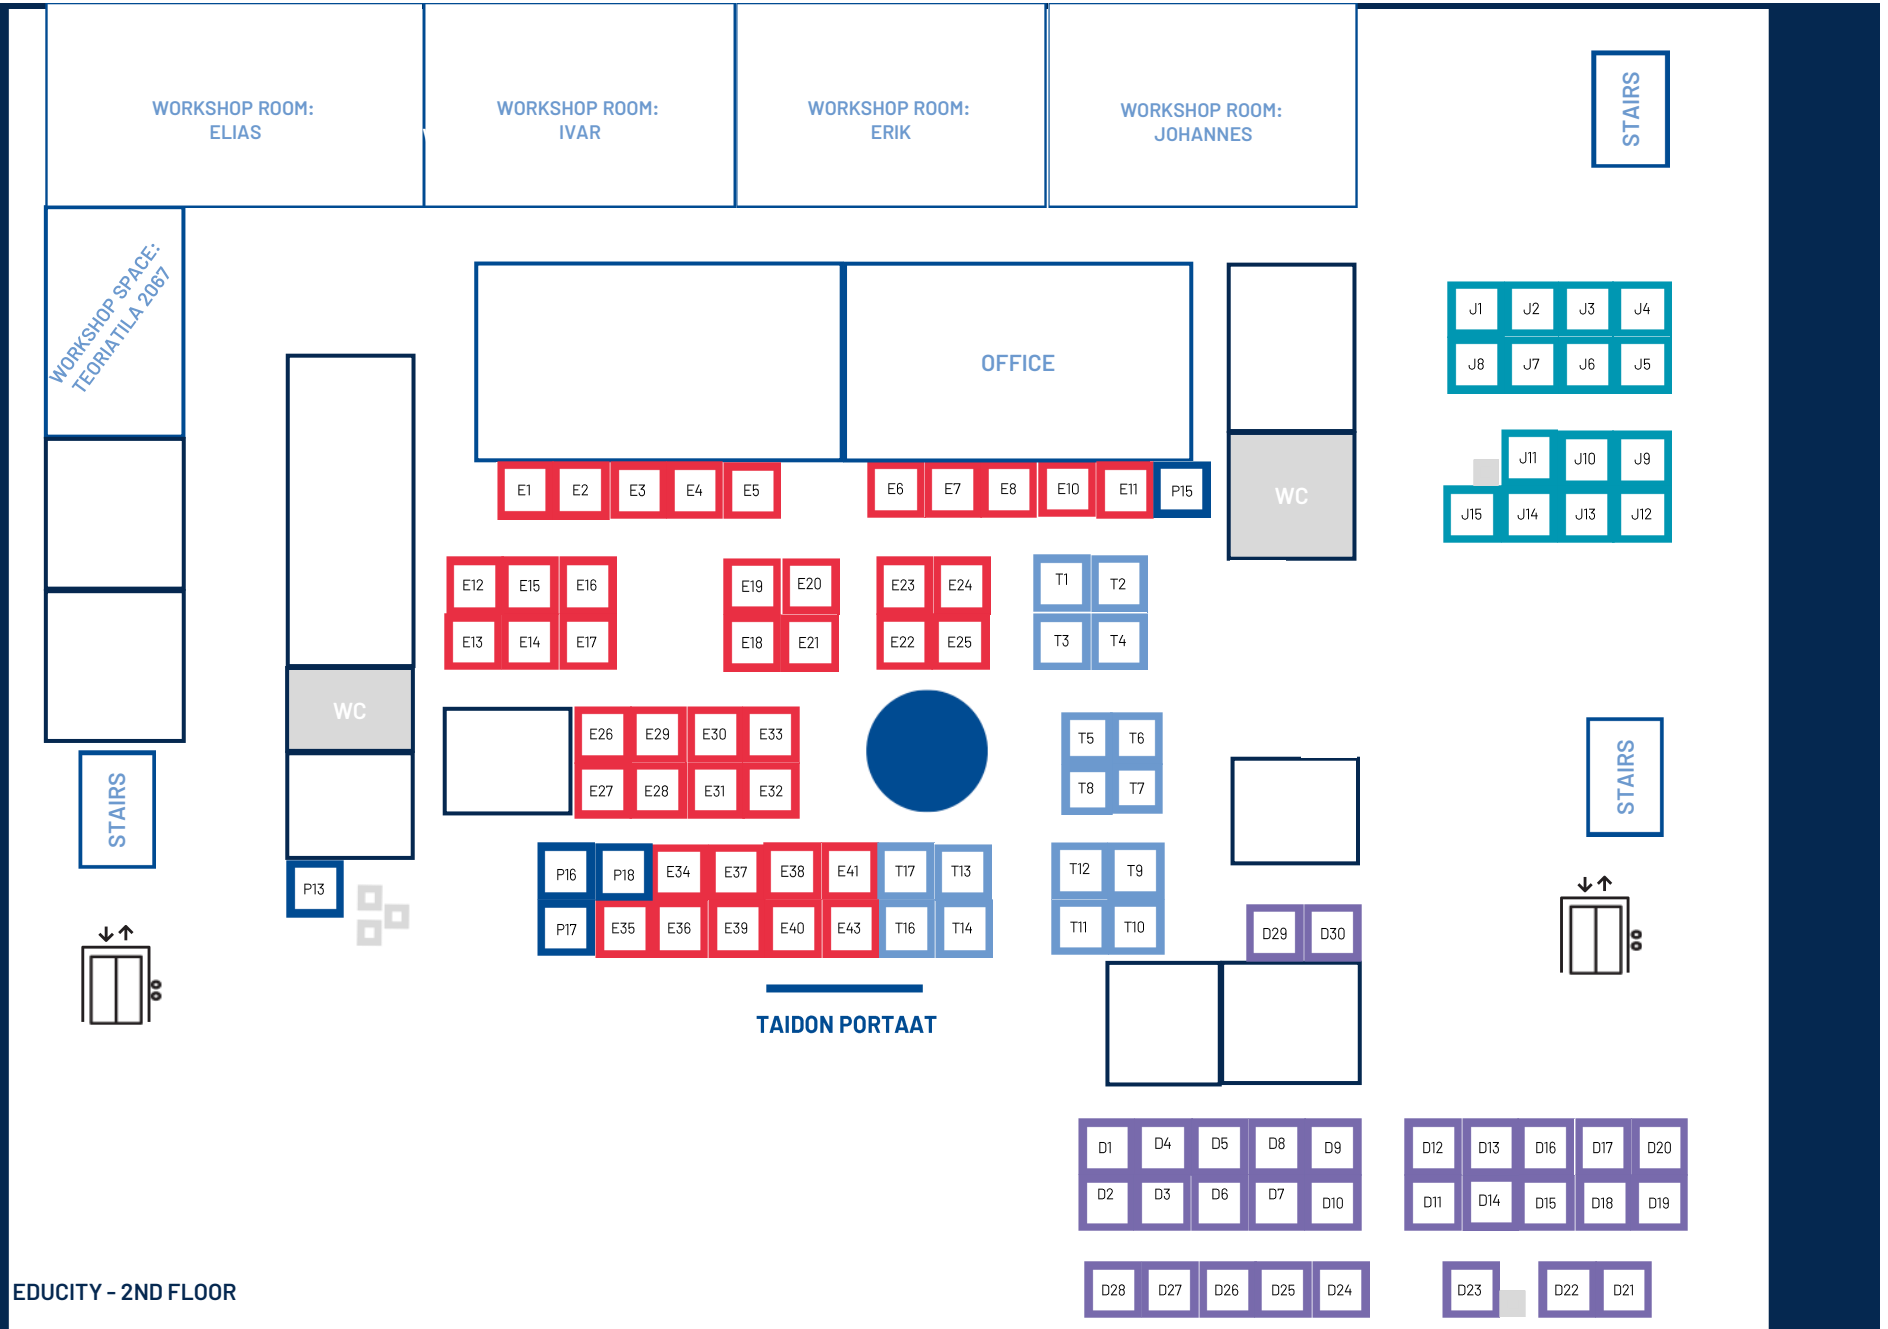 WORKSHOP ROOM:
ELIAS
WORKSHOP ROOM:
IVAR
WORKSHOP ROOM:
ERIK
WORKSHOP ROOM:
JOHANNES
STAIRS
WORKSHOP SPACE:
TEORIATILA 2067
OFFICE
J1 J2 J3 J4
J8 J7 J6 J5
WC
J11 J10 J9
J15 J14 J13 J12
E1 E2 E3 E4 E5
E6 E7 E8 E10 E11 P15
E12 E15 E16
E13 E14 E17
E19 E20
E18 E21
E23 E24
E22 E25
T1 T2
T3 T4
WC
E26 E29 E30 E33
E27 E28 E31 E32
T5 T6
T8 T7
STAIRS
STAIRS
P13
P16 P18 E34 E37 E38 E41 T17 T13
P17 E35 E36 E39 E40 E43 T16 T14
T12 T9
T11 T10
D29 D30
TAIDON PORTAAT
D1 D4 D5 D8 D9
D2 D3 D6 D7 D10
D12 D13 D16 D17 D20
D11 D14 D15 D18 D19
D28 D27 D26 D25 D24
D23 D22 D21
EDUCITY - 2ND FLOOR